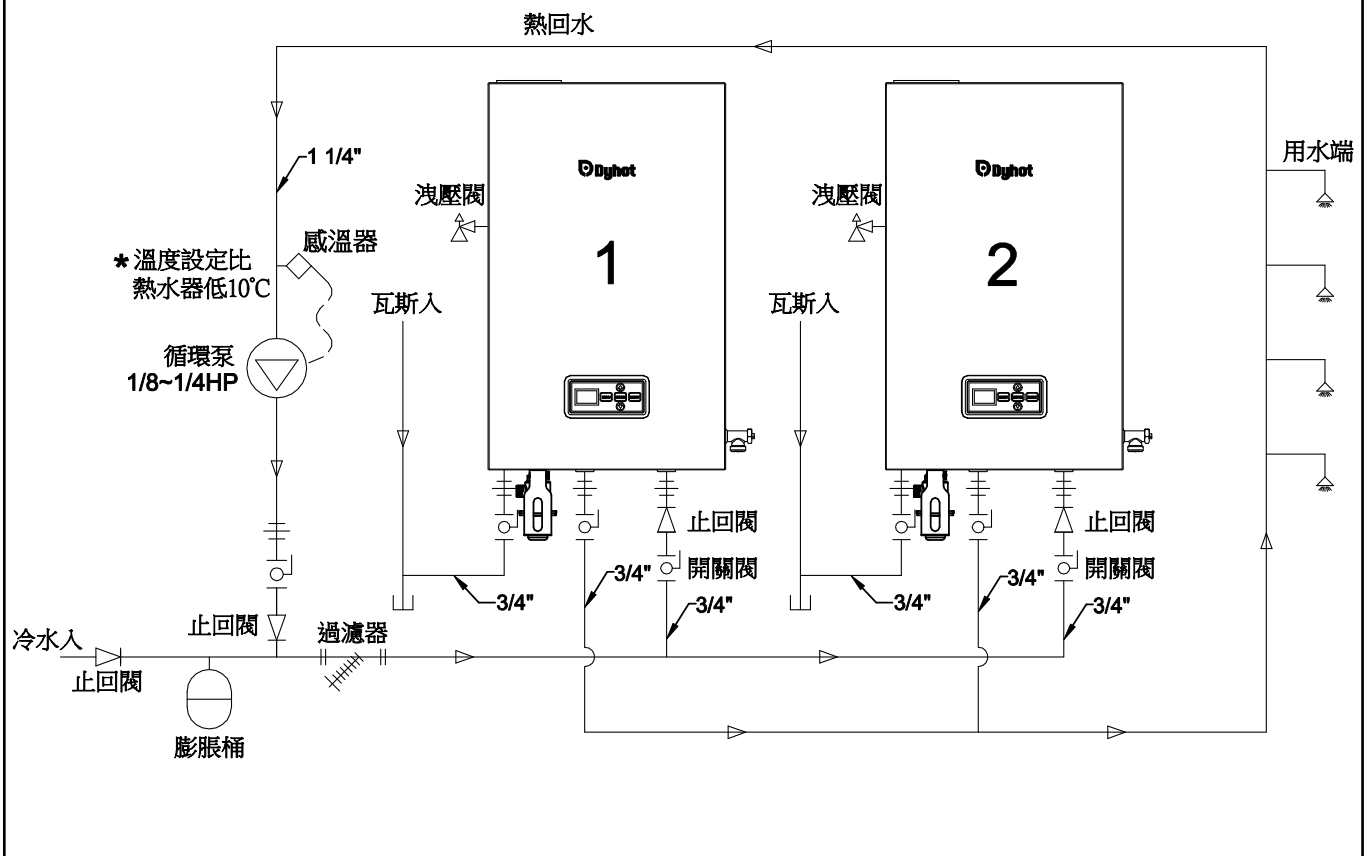 熱回水
1 1/4"
Dyhot
Dyhot
用水端
洩壓閥
洩壓閥
感溫器
* 溫度設定比
熱水器低10℃
1
2
瓦斯入
瓦斯入
循環泵
1/8~1/4HP
止回閥
止回閥
開關閥
開關閥
3/4"
3/4"
3/4"
3/4"
3/4"
3/4"
止回閥
過濾器
冷水入
止回閥
膨脹桶